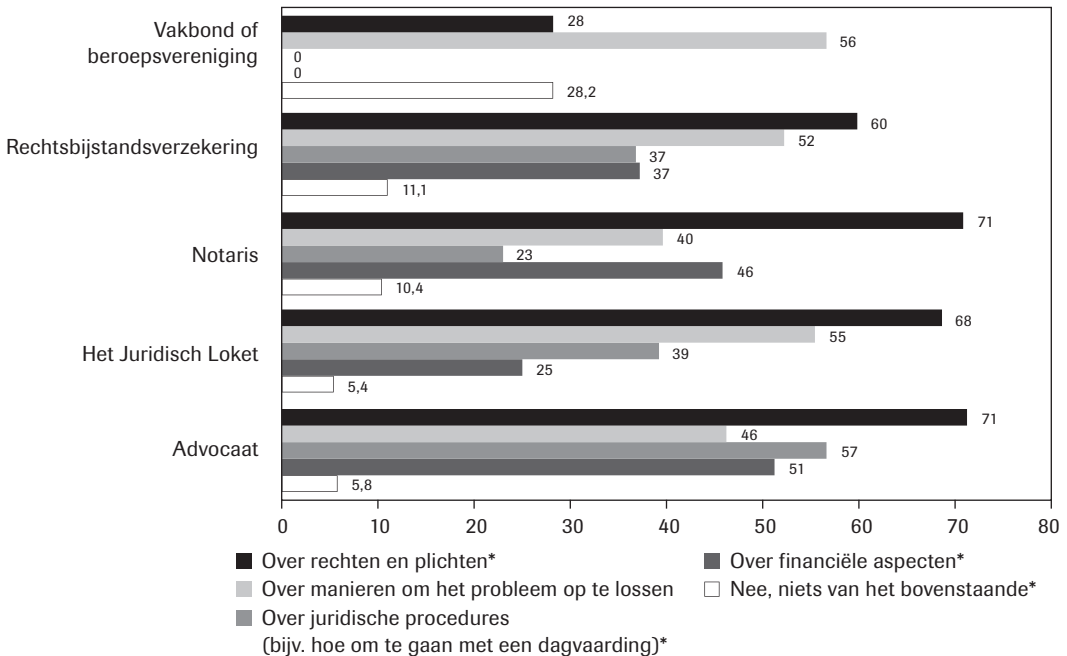 Vakbond of
beroepsvereniging
28
56
0
0
28,2
Rechtsbijstandsverzekering
60
52
37
37
11,1
Notaris
71
40
23
46
10,4
Het Juridisch Loket
68
55
39
25
5,4
Advocaat
71
46
57
51
5,8
0 10 20 30 40 50 60 70 80
Over rechten en plichten*
Over manieren om het probleem op te lossen
Over juridische procedures
(bijv. hoe om te gaan met een dagvaarding)*
Over financiële aspecten*
Nee, niets van het bovenstaande*